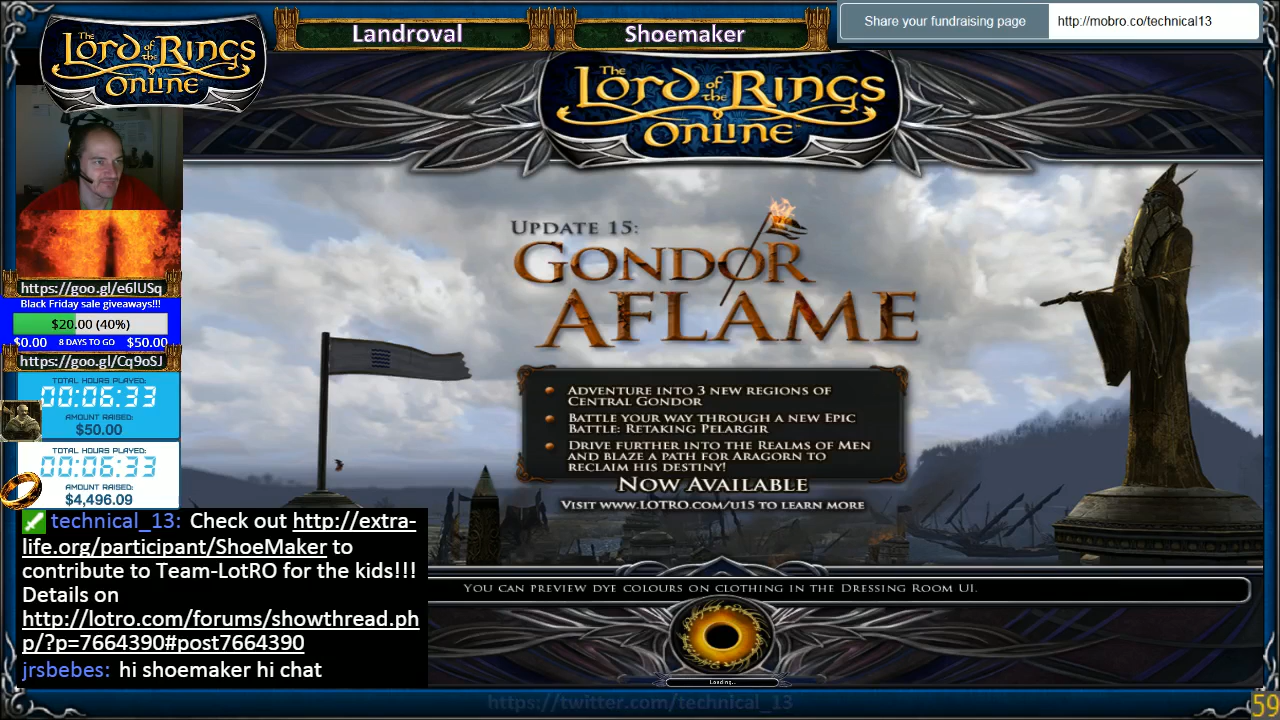 The
Lord of the Rings
Online
Landroval
Shoemaker
Share your fundraising page
http://mobro.co/technical13
The
Lord of the Rings
Online
Update 15:
Gondor
Aflame
Adventure into 3 new regions of
Central Gondor
Battle your way through a new Epic
Battle: Retaking Pelargir
Drive further into the Realms of Men
and blaze a path for Aragorn to
reclaim his destiny!
Now Available
Visit www.LOTRO.com/u15 to learn more
https://goo.gl/e6lUSq
Black Friday sale giveaways!!!
$20.00 (40%)
$0.00 8 DAYS TO GO $50.00
https://goo.gl/Cq9oSJ
TOTAL HOURS PLAYED:
00:06:33
AMOUNT RAISED:
$50.00
TOTAL HOURS PLAYED:
00:06:33
AMOUNT RAISED:
$4,496.09
technical_13: Check out http://extra-
life.org/participant/ShoeMaker to
contribute to Team-LotRO for the kids!!!
Details on
http://lotro.com/forums/showthread.ph
p/?p=7664390#post7664390
jrsbebes: hi shoemaker hi chat
You can preview dye colours on clothing in the Dressing Room UI.
Loading...
https://twitter.com/technical_13
59